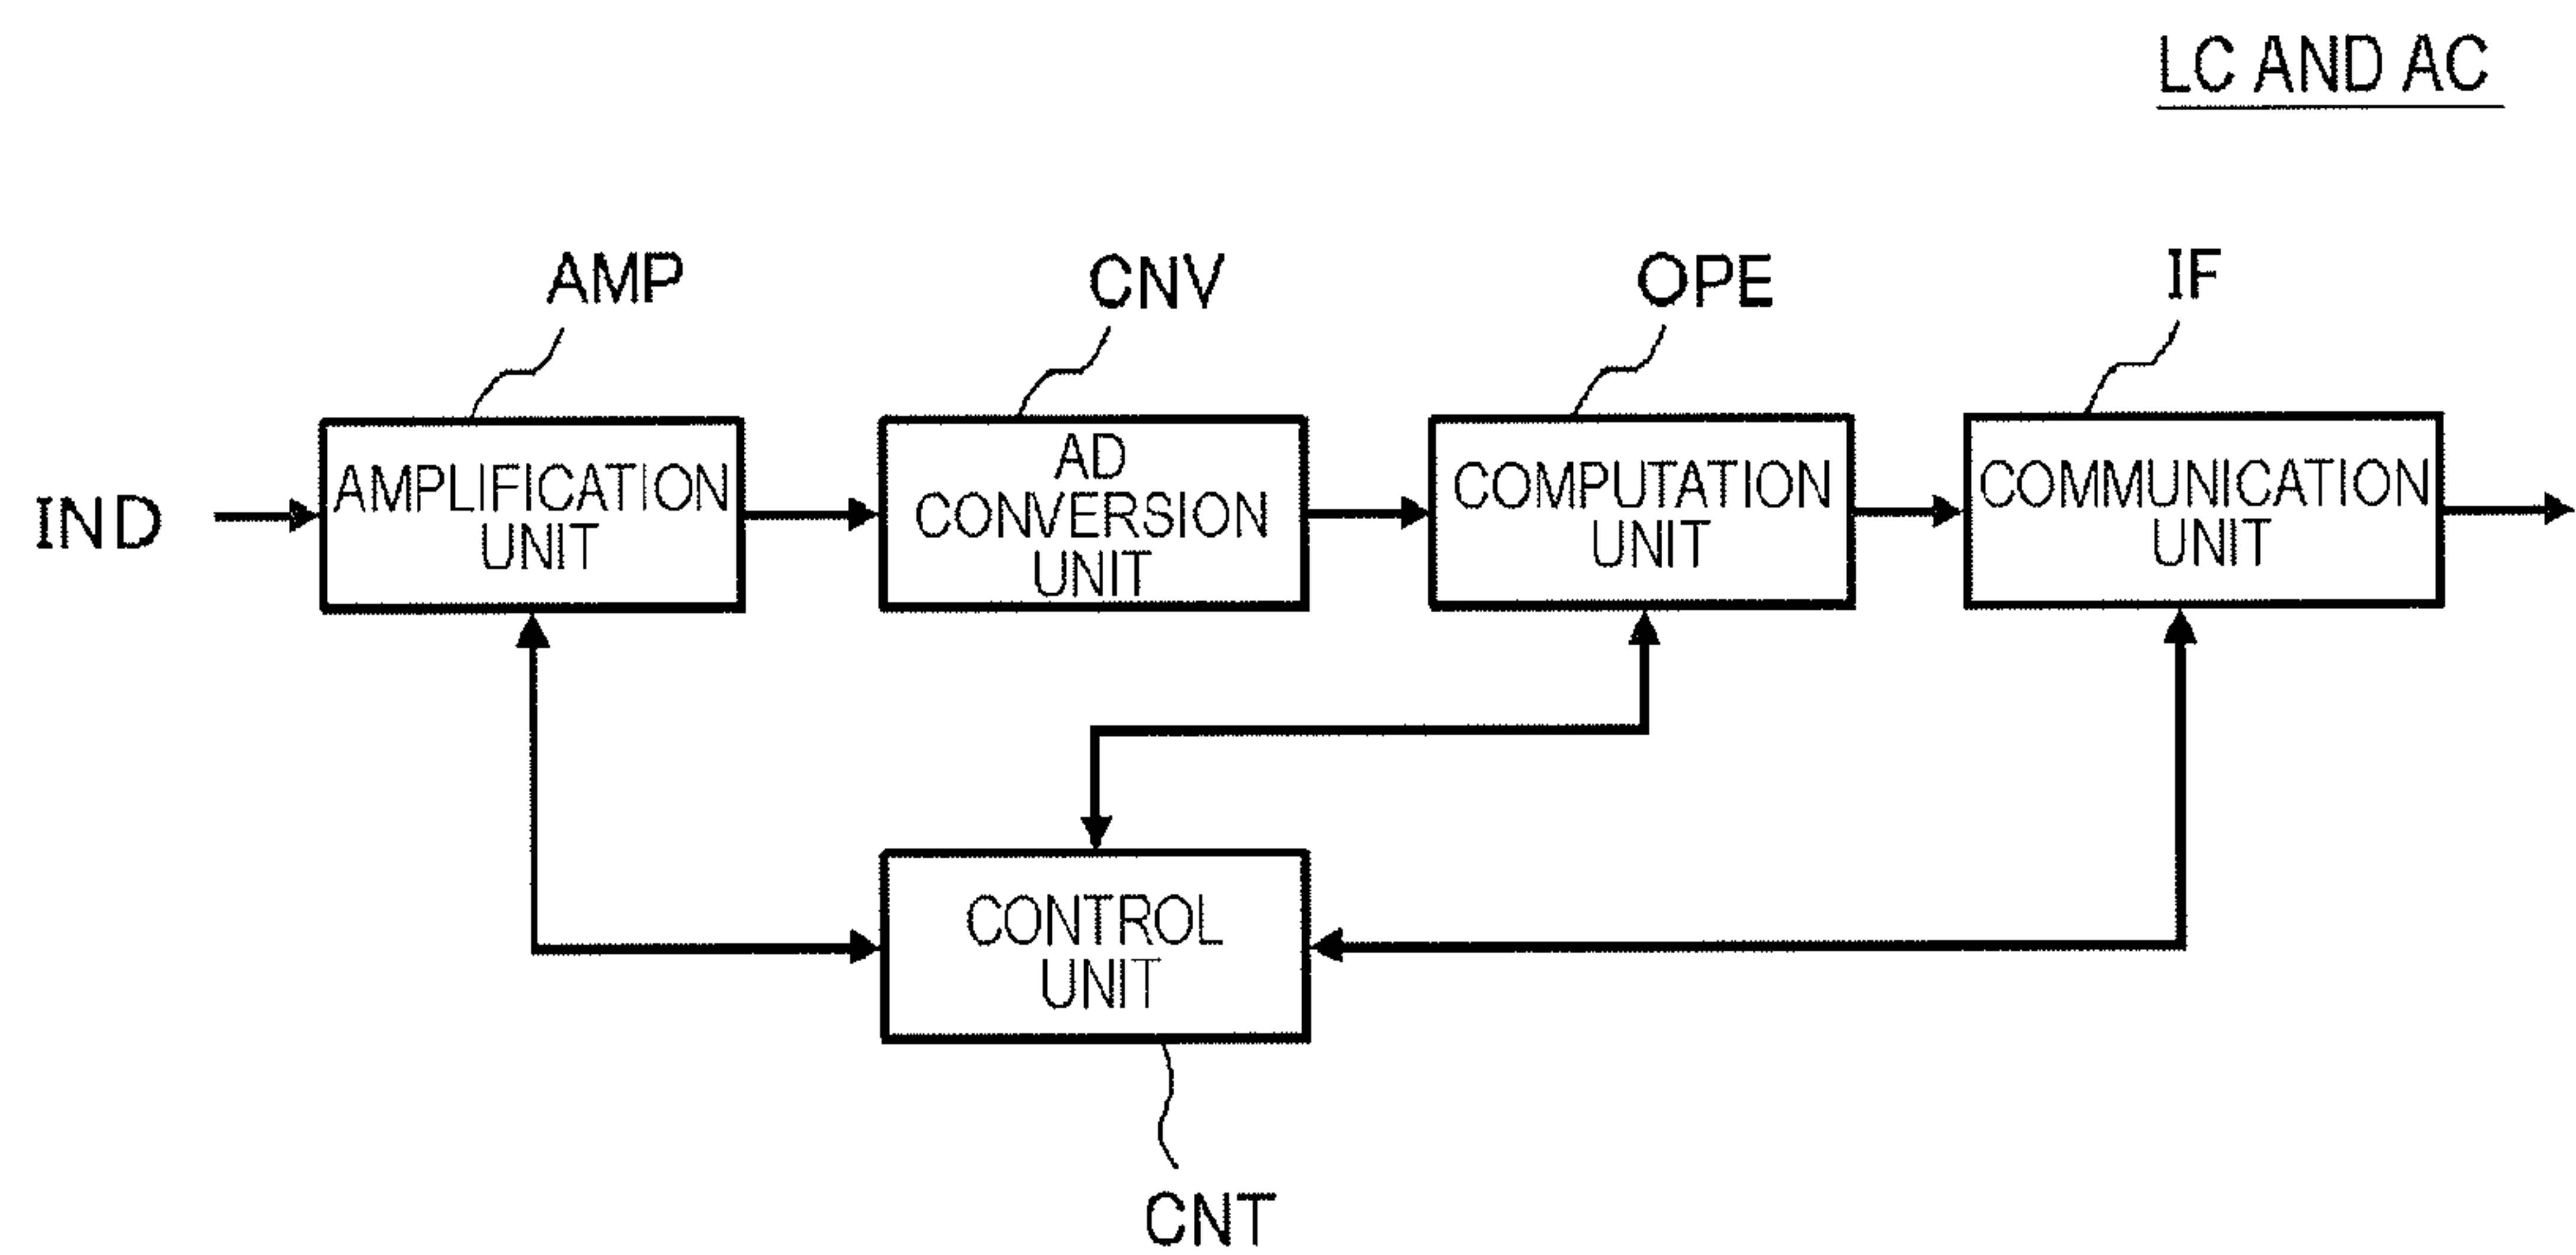 LC AND AC
AMP
CNV
OPE
IF
IND
AMPLIFICATION
UNIT
AD
CONVERSION
UNIT
COMPUTATION
UNIT
COMMUNICATION
UNIT
CONTROL
UNIT
CNT